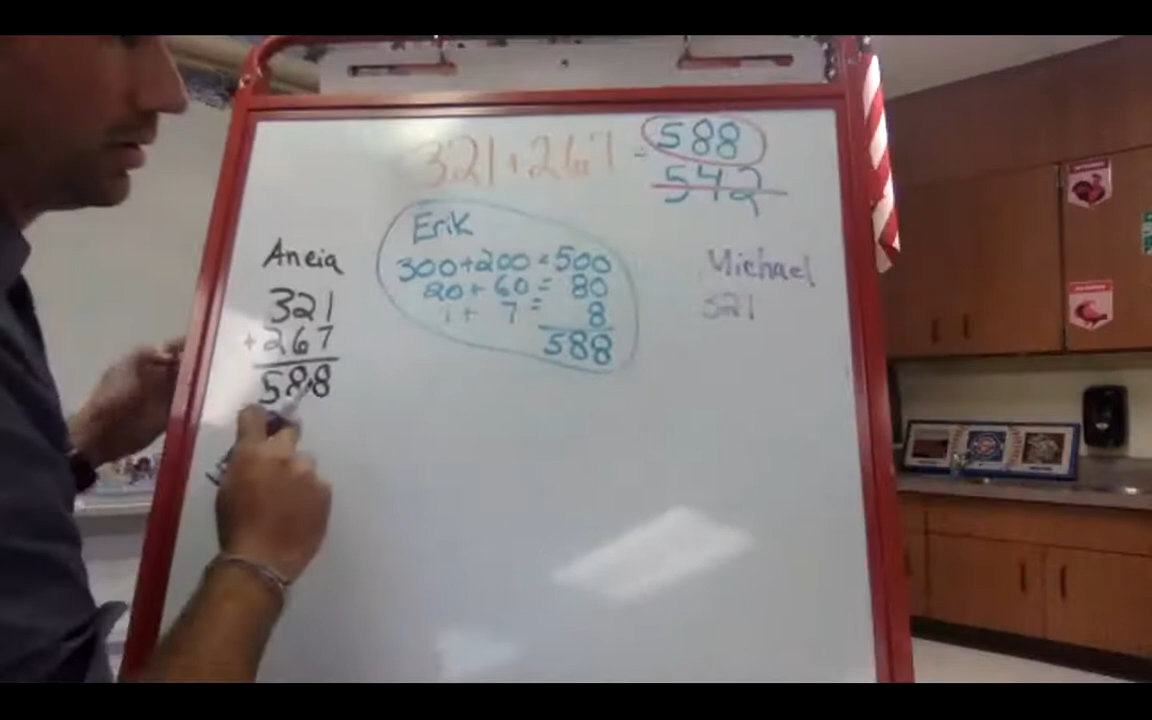 321+267 = 588
542
Erik
300+200=500
20+60= 80
1+ 7= 8
588
Aneia
321
+267
588
Michael
321